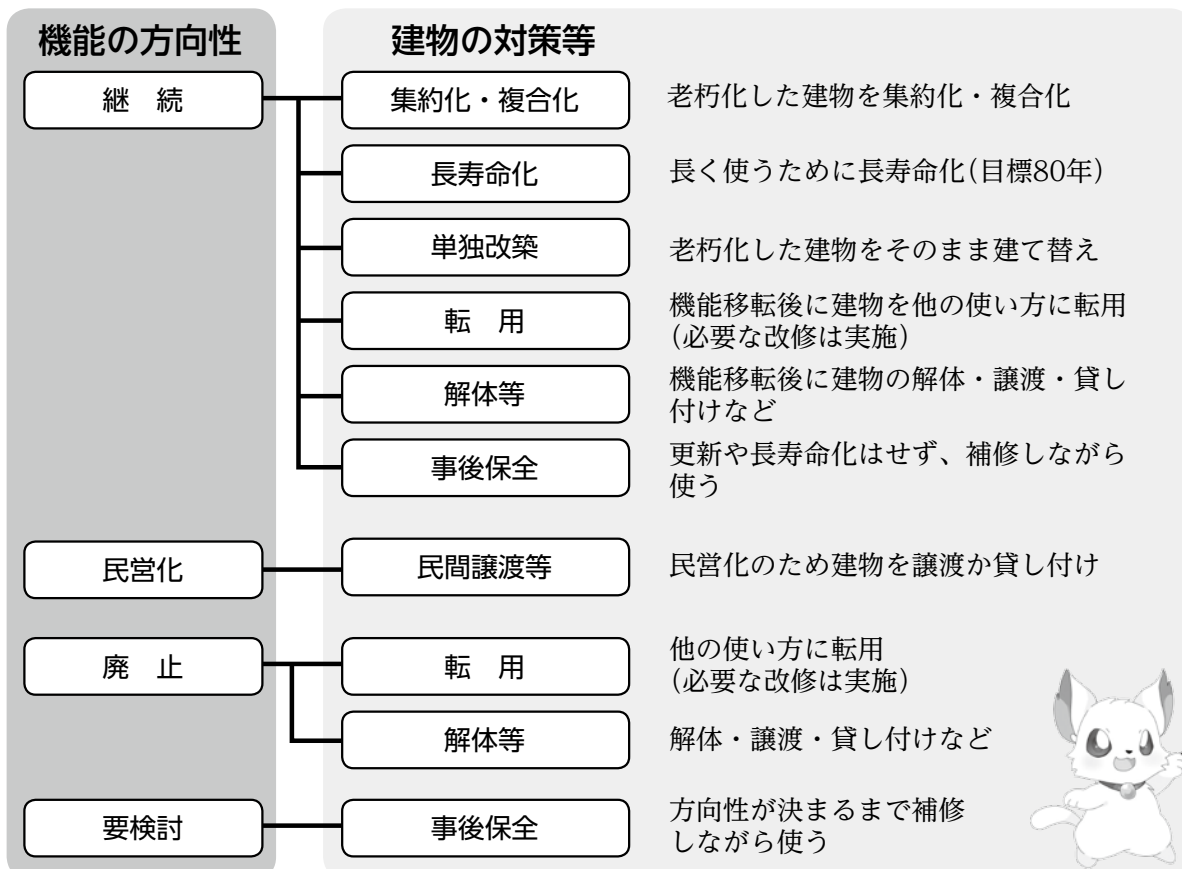 機能の方向性
建物の対策等
継　続
集約化・複合化
老朽化した建物を集約化・複合化
長寿命化
長く使うために長寿命化(目標80年)
単独改築
老朽化した建物をそのまま建て替え
転　用
機能移転後に建物を他の使い方に転用
(必要な改修は実施)
解体等
機能移転後に建物の解体・譲渡・貸し
付けなど
事後保全
更新や長寿命化はせず、補修しながら
使う
民営化
民間譲渡等
民営化のため建物を譲渡か貸し付け
廃　止
転　用
他の使い方に転用
(必要な改修は実施)
解体等
解体・譲渡・貸し付けなど
要検討
事後保全
方向性が決まるまで補修
しながら使う